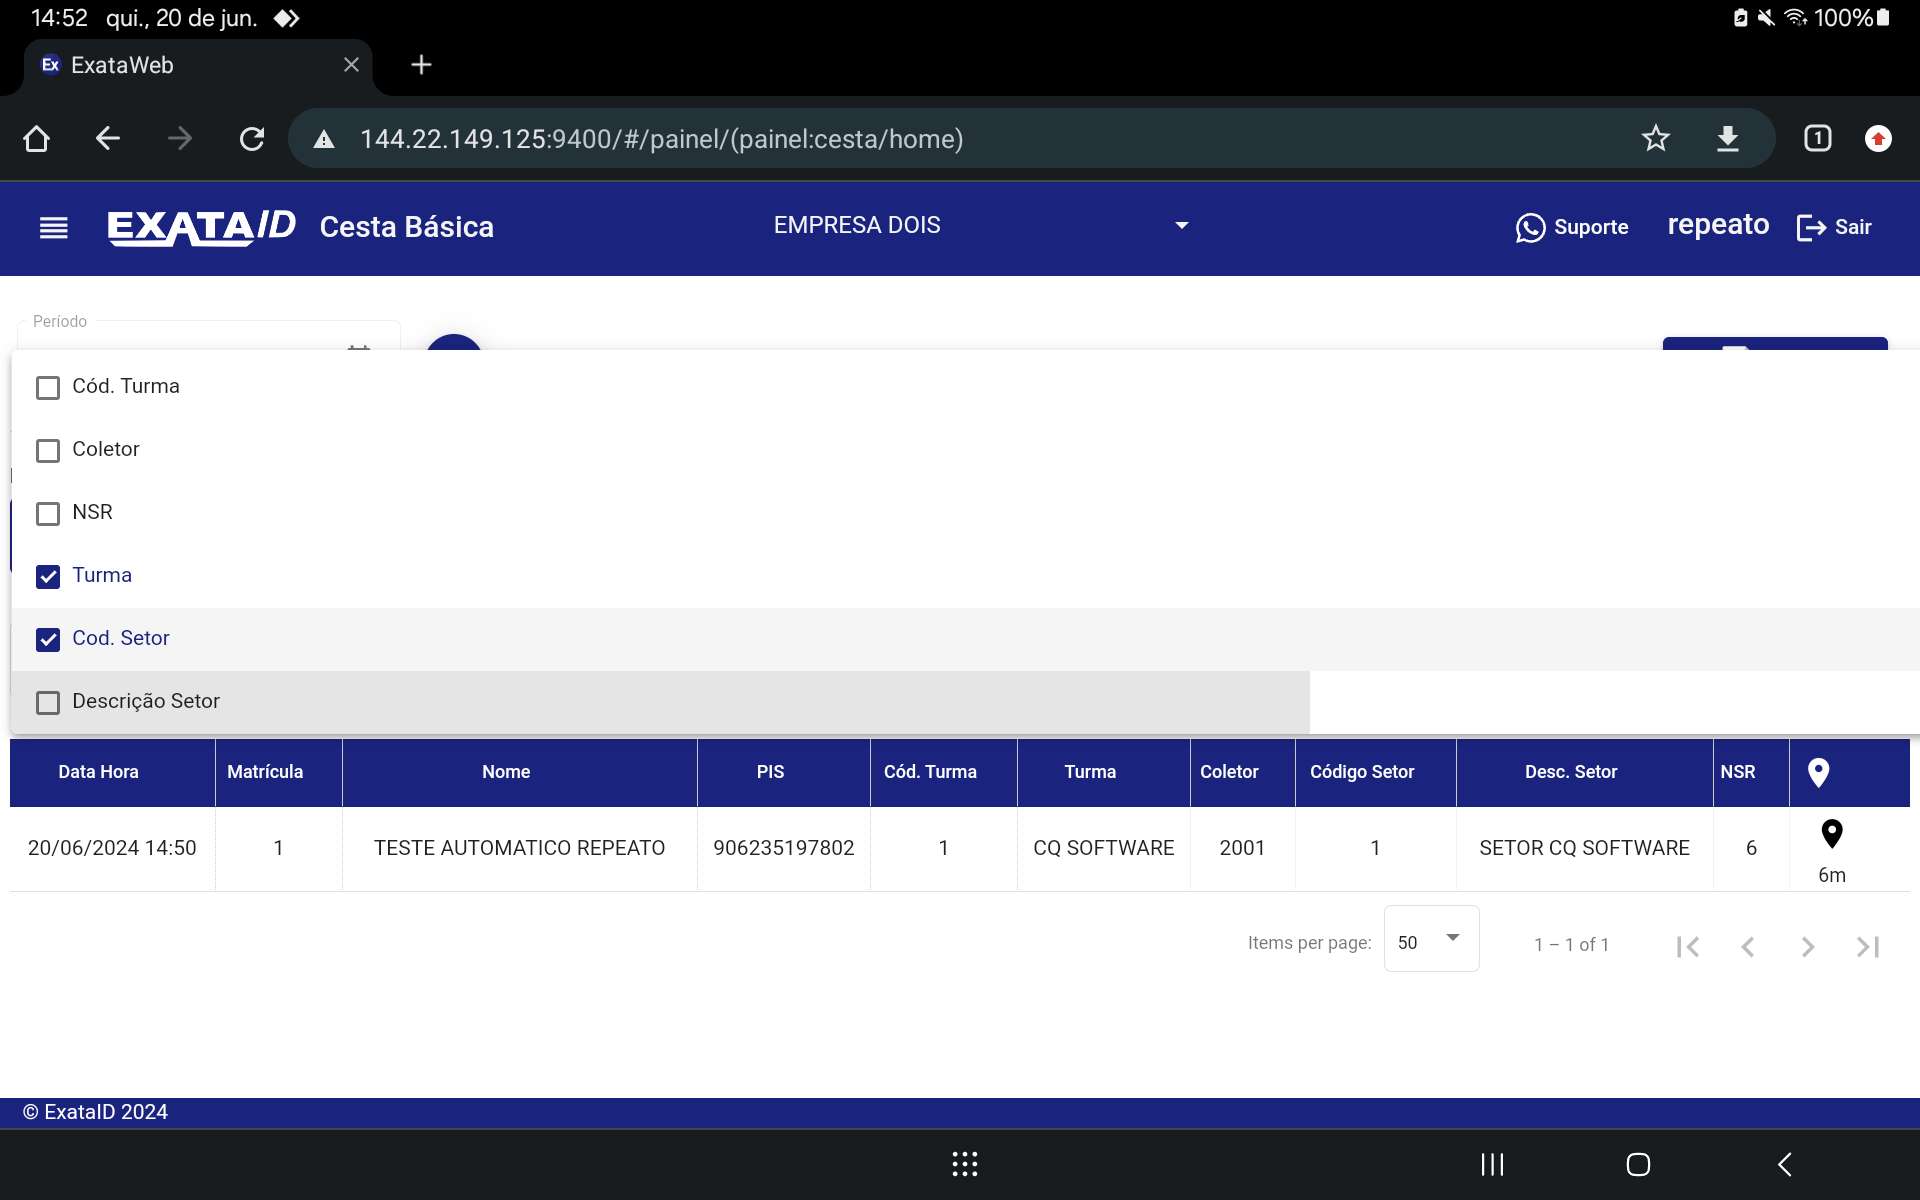 14:52 qui., 20 de jun. 100%
Ex ExataWeb
144.22.149.125:9400/#/painel/(painel:cesta/home) 1
EXATAID Cesta Básica EMPRESA DOIS Suporte repeato Sair
Período
Cód. Turma
Coletor
NSR
Turma
Cod. Setor
Descrição Setor
Data Hora Matrícula Nome PIS Cód. Turma Turma Coletor Código Setor Desc. Setor NSR
20/06/2024 14:50 1 TESTE AUTOMATICO REPEATO 906235197802 1 CQ SOFTWARE 2001 1 SETOR CQ SOFTWARE 6
6m
Items per page: 50 1 – 1 of 1
© ExataID 2024